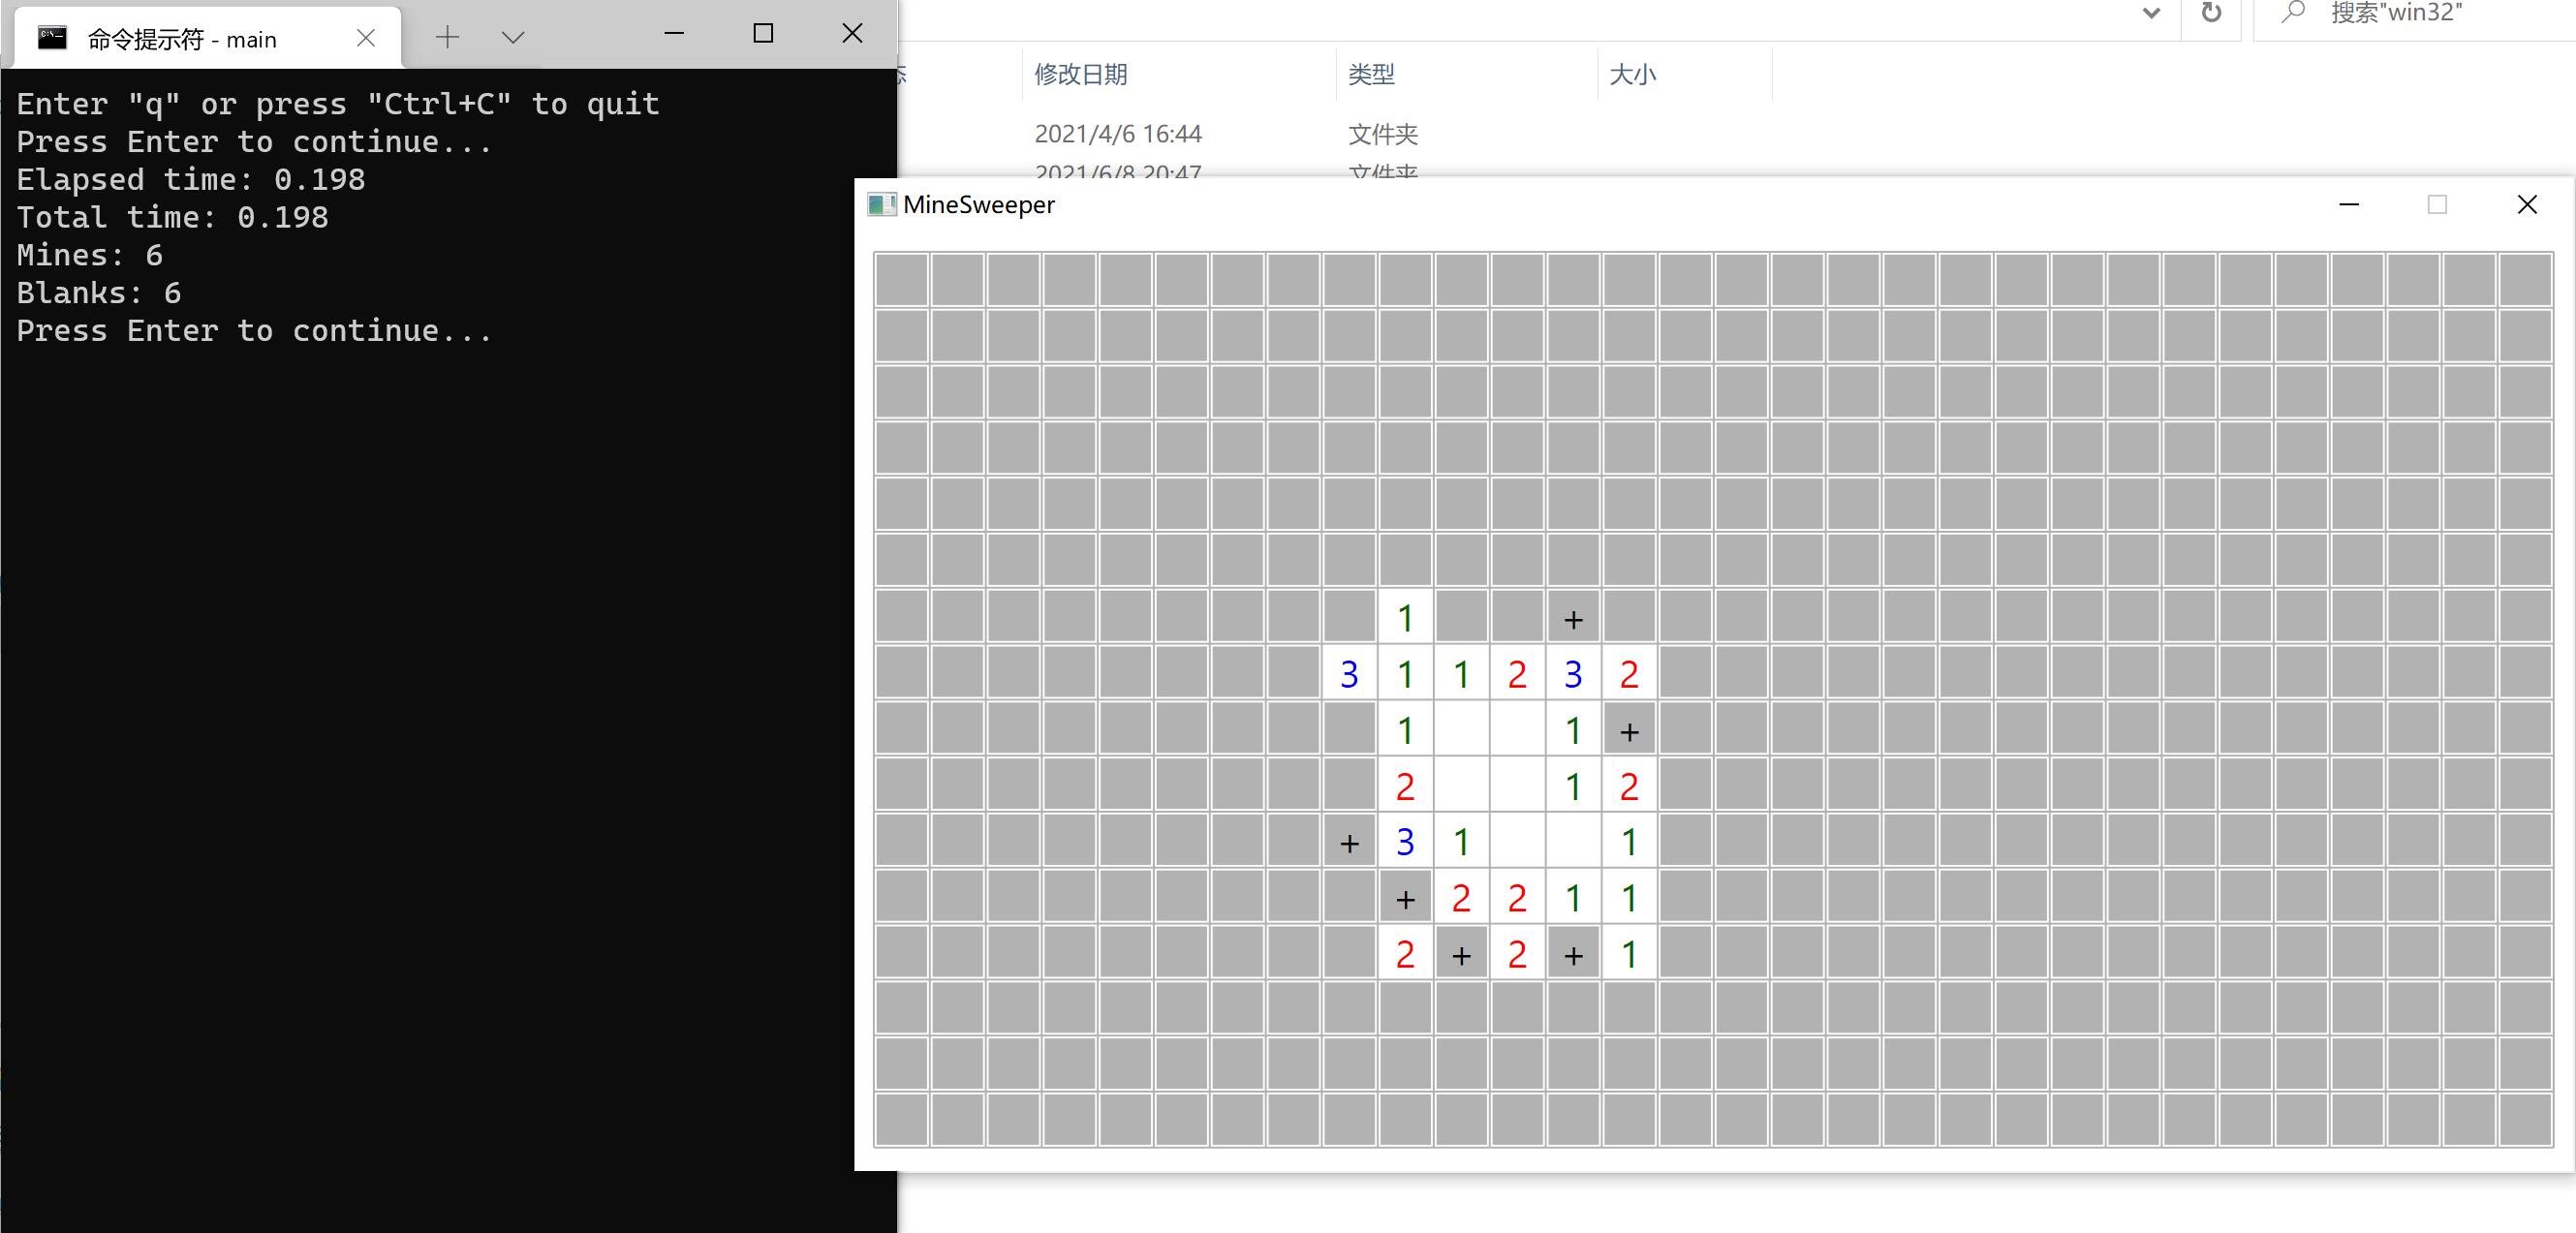 命令提示符 - main
Enter "q" or press "Ctrl+C" to quit
Press Enter to continue...
Elapsed time: 0.198
Total time: 0.198
Mines: 6
Blanks: 6
Press Enter to continue...
搜索"win32"
修改日期 类型 大小
2021/4/6 16:44 文件夹
2021/6/8 20:47 文件夹
MineSweeper
1 +
3 1 1 2 3 2
1 1 +
2 1 2
+ 3 1 1
+ 2 2 1 1
2 + 2 + 1